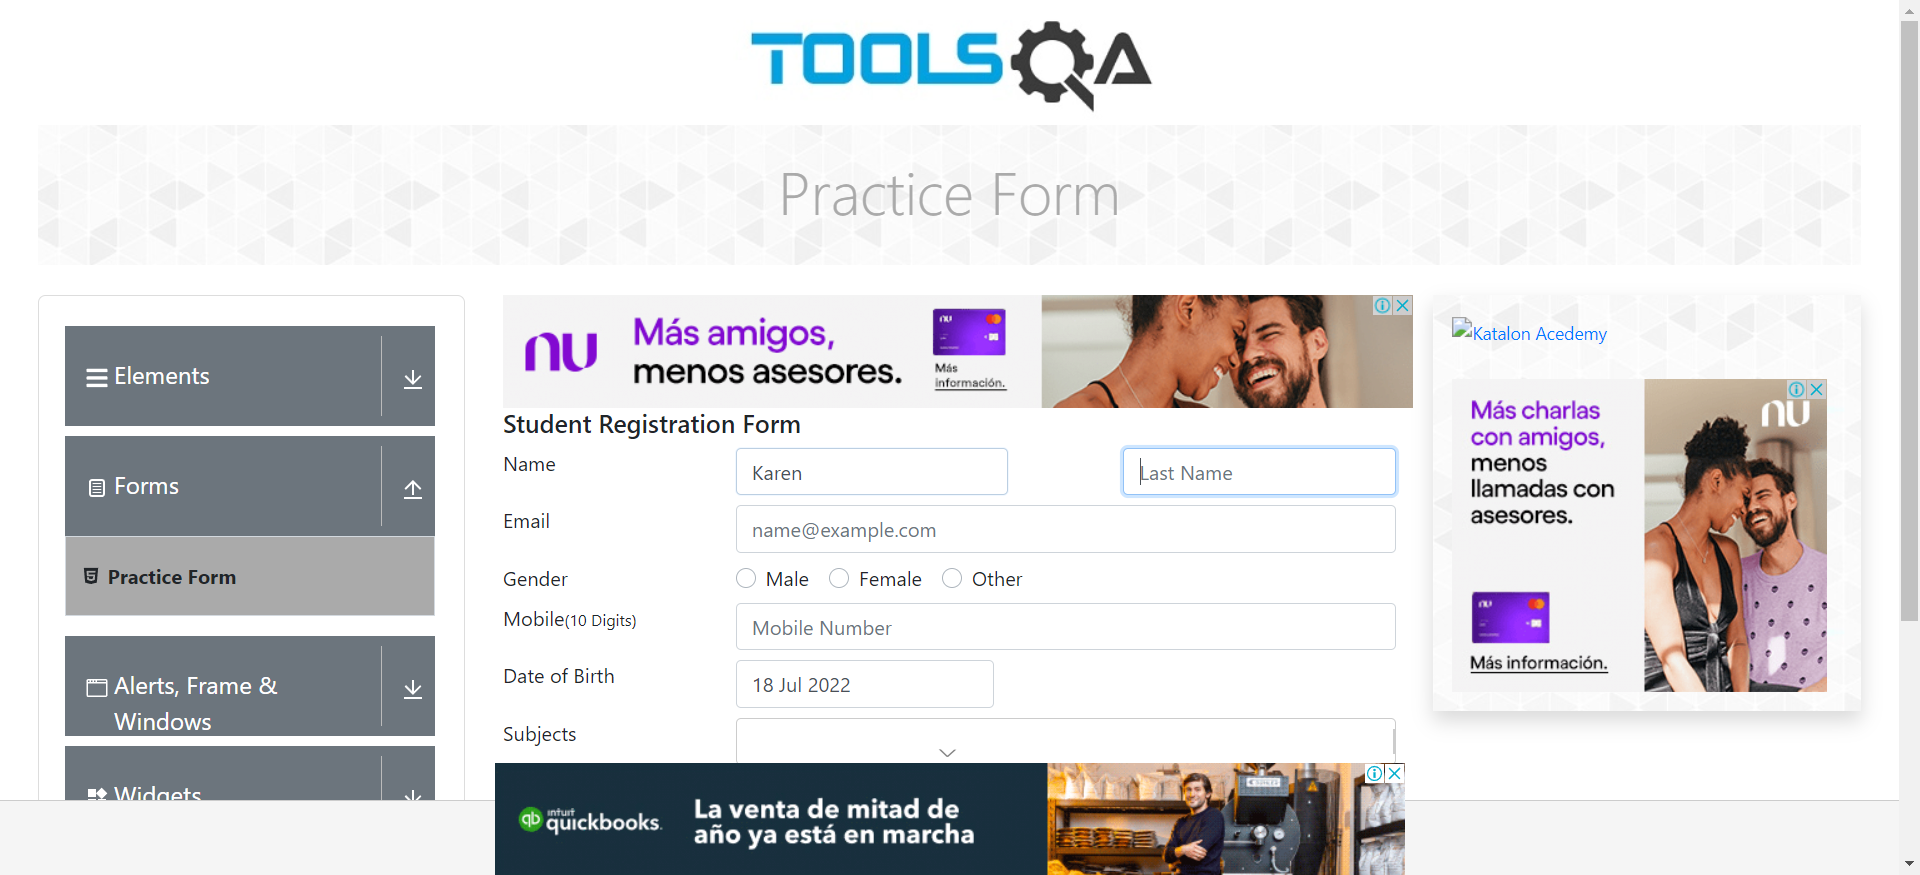 TOOLSQA
Practice Form
Elements
Forms
Practice Form
Alerts, Frame &
Windows
Widgets
nu
Más amigos,
menos asesores.
nu
Más
información.
Student Registration Form
Name
Karen
Last Name
Email
name@example.com
Gender
Male
Female
Other
Mobile(10 Digits)
Mobile Number
Date of Birth
18 Jul 2022
Subjects
intuit
quickbooks.
La venta de mitad de
año ya está en marcha
Katalon Acedemy
Más charlas
con amigos,
menos
llamadas con
asesores.
nu
nu
Más información.